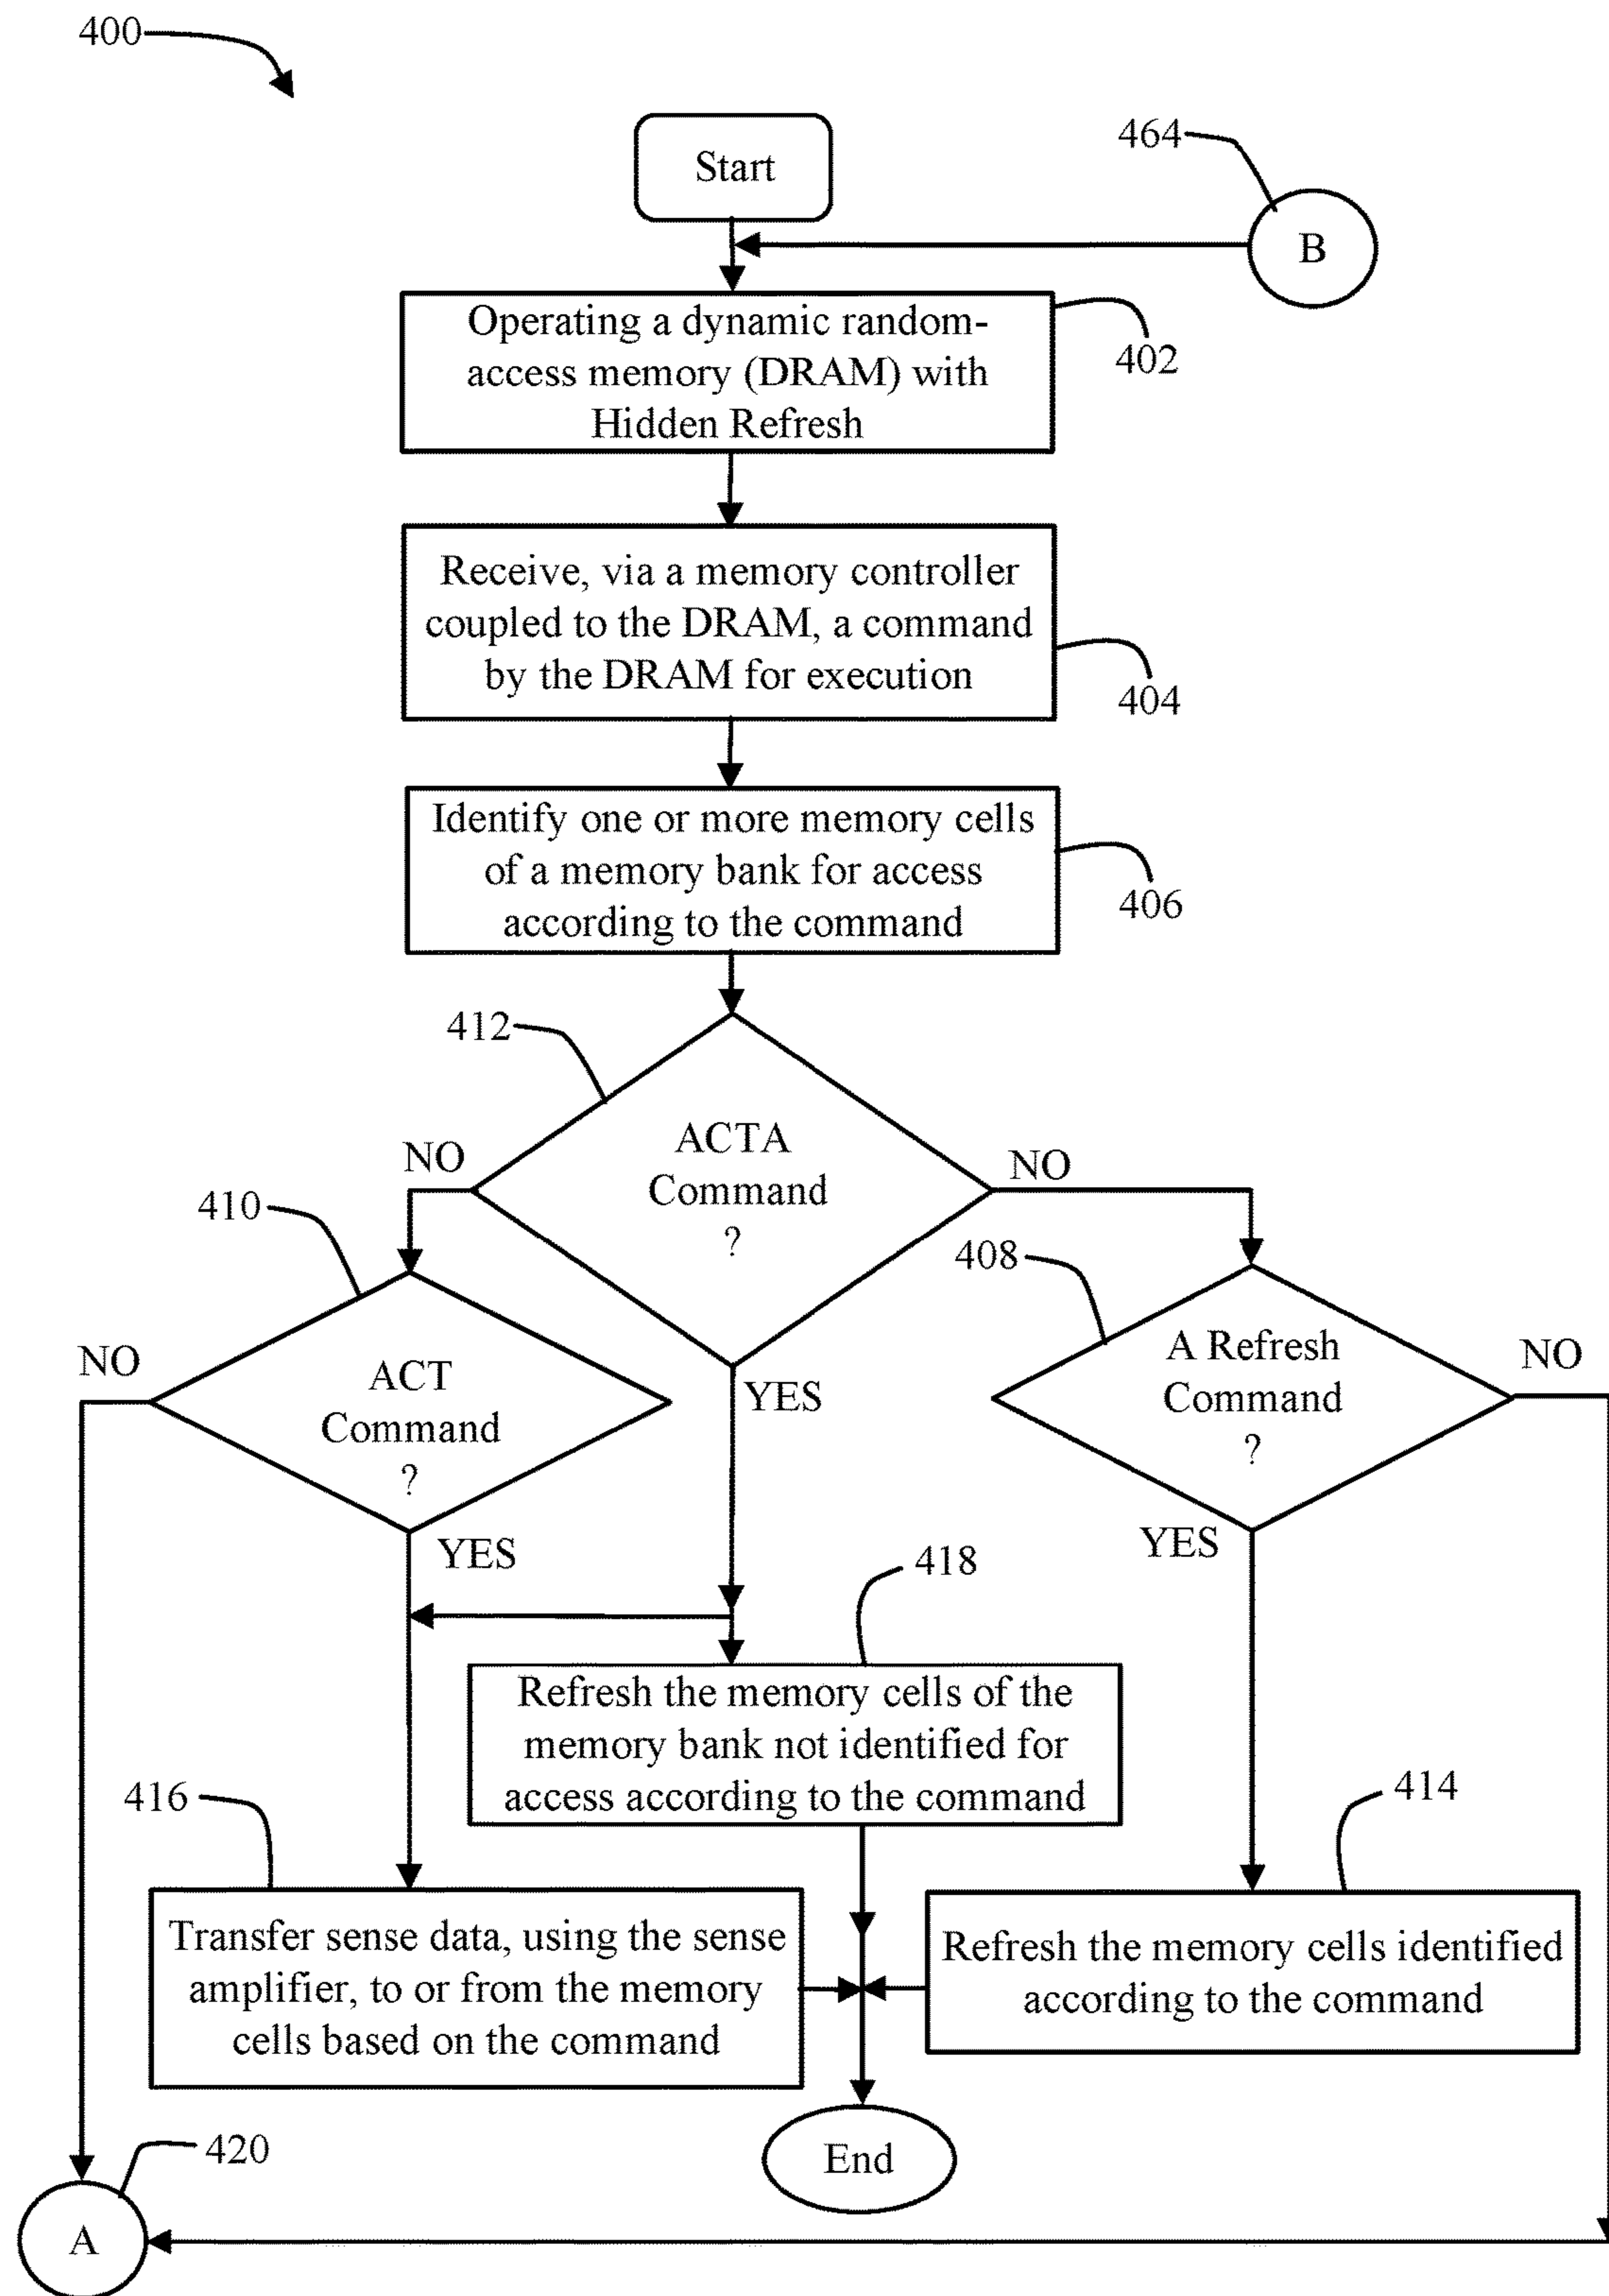 400
464
Start
B
Operating a dynamic random-
access memory (DRAM) with
Hidden Refresh
402
Receive, via a memory controller
coupled to the DRAM, a command
by the DRAM for execution
404
Identify one or more memory cells
of a memory bank for access
according to the command
406
412
ACTA
Command
?
NO
NO
410
408
ACT
Command
?
NO
YES
YES
A Refresh
Command
?
NO
YES
418
Refresh the memory cells of the
memory bank not identified for
access according to the command
416
414
Transfer sense data, using the sense
amplifier, to or from the memory
cells based on the command
Refresh the memory cells identified
according to the command
End
420
A